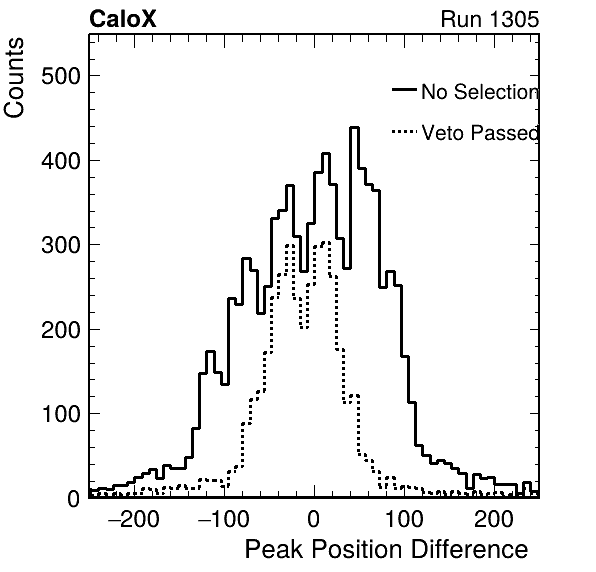 CaloX Run 1305
Counts
500
400
300
200
100
0
No Selection
Veto Passed
−200 −100 0 100 200
Peak Position Difference